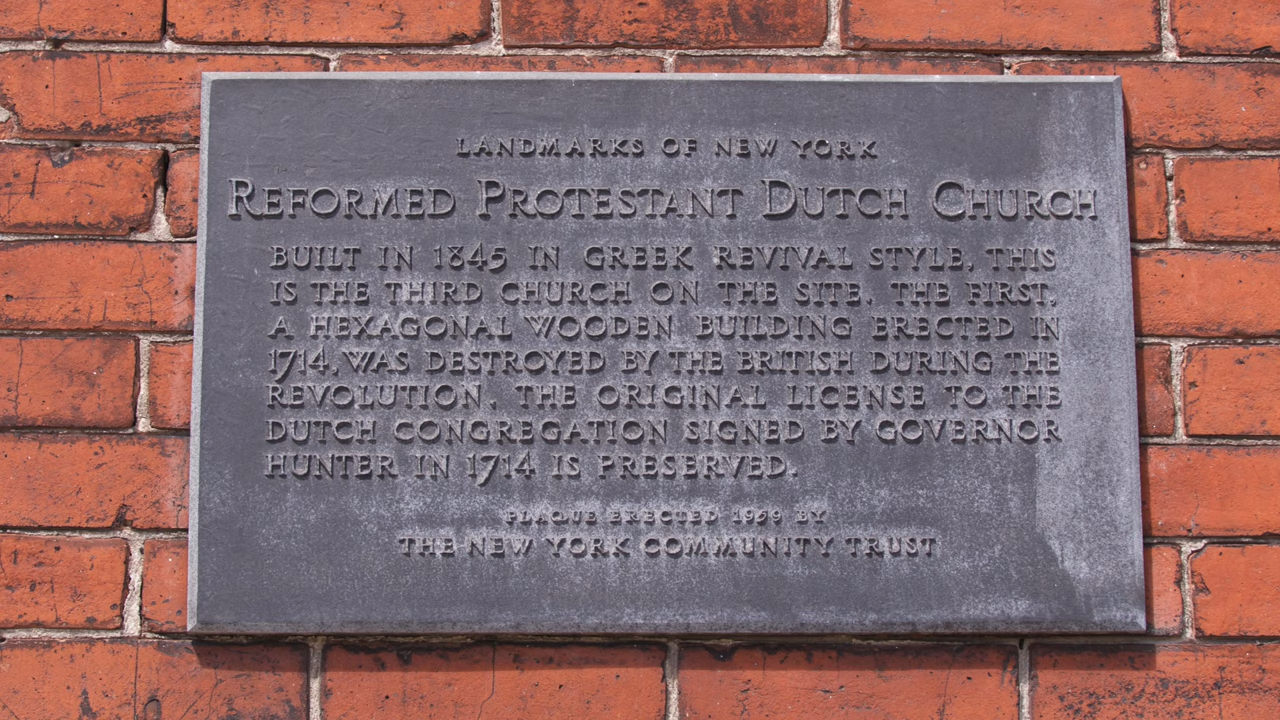 LANDMARKS OF NEW YORK
REFORMED PROTESTANT DUTCH CHURCH
BUILT IN 1845 IN GREEK REVIVAL STYLE, THIS
IS THE THIRD CHURCH ON THE SITE. THE FIRST,
A HEXAGONAL WOODEN BUILDING ERECTED IN
1714, WAS DESTROYED BY THE BRITISH DURING THE
REVOLUTION. THE ORIGINAL LICENSE TO THE
DUTCH CONGREGATION SIGNED BY GOVERNOR
HUNTER IN 1714 IS PRESERVED.
PLAQUE ERECTED 1959 BY
THE NEW YORK COMMUNITY TRUST